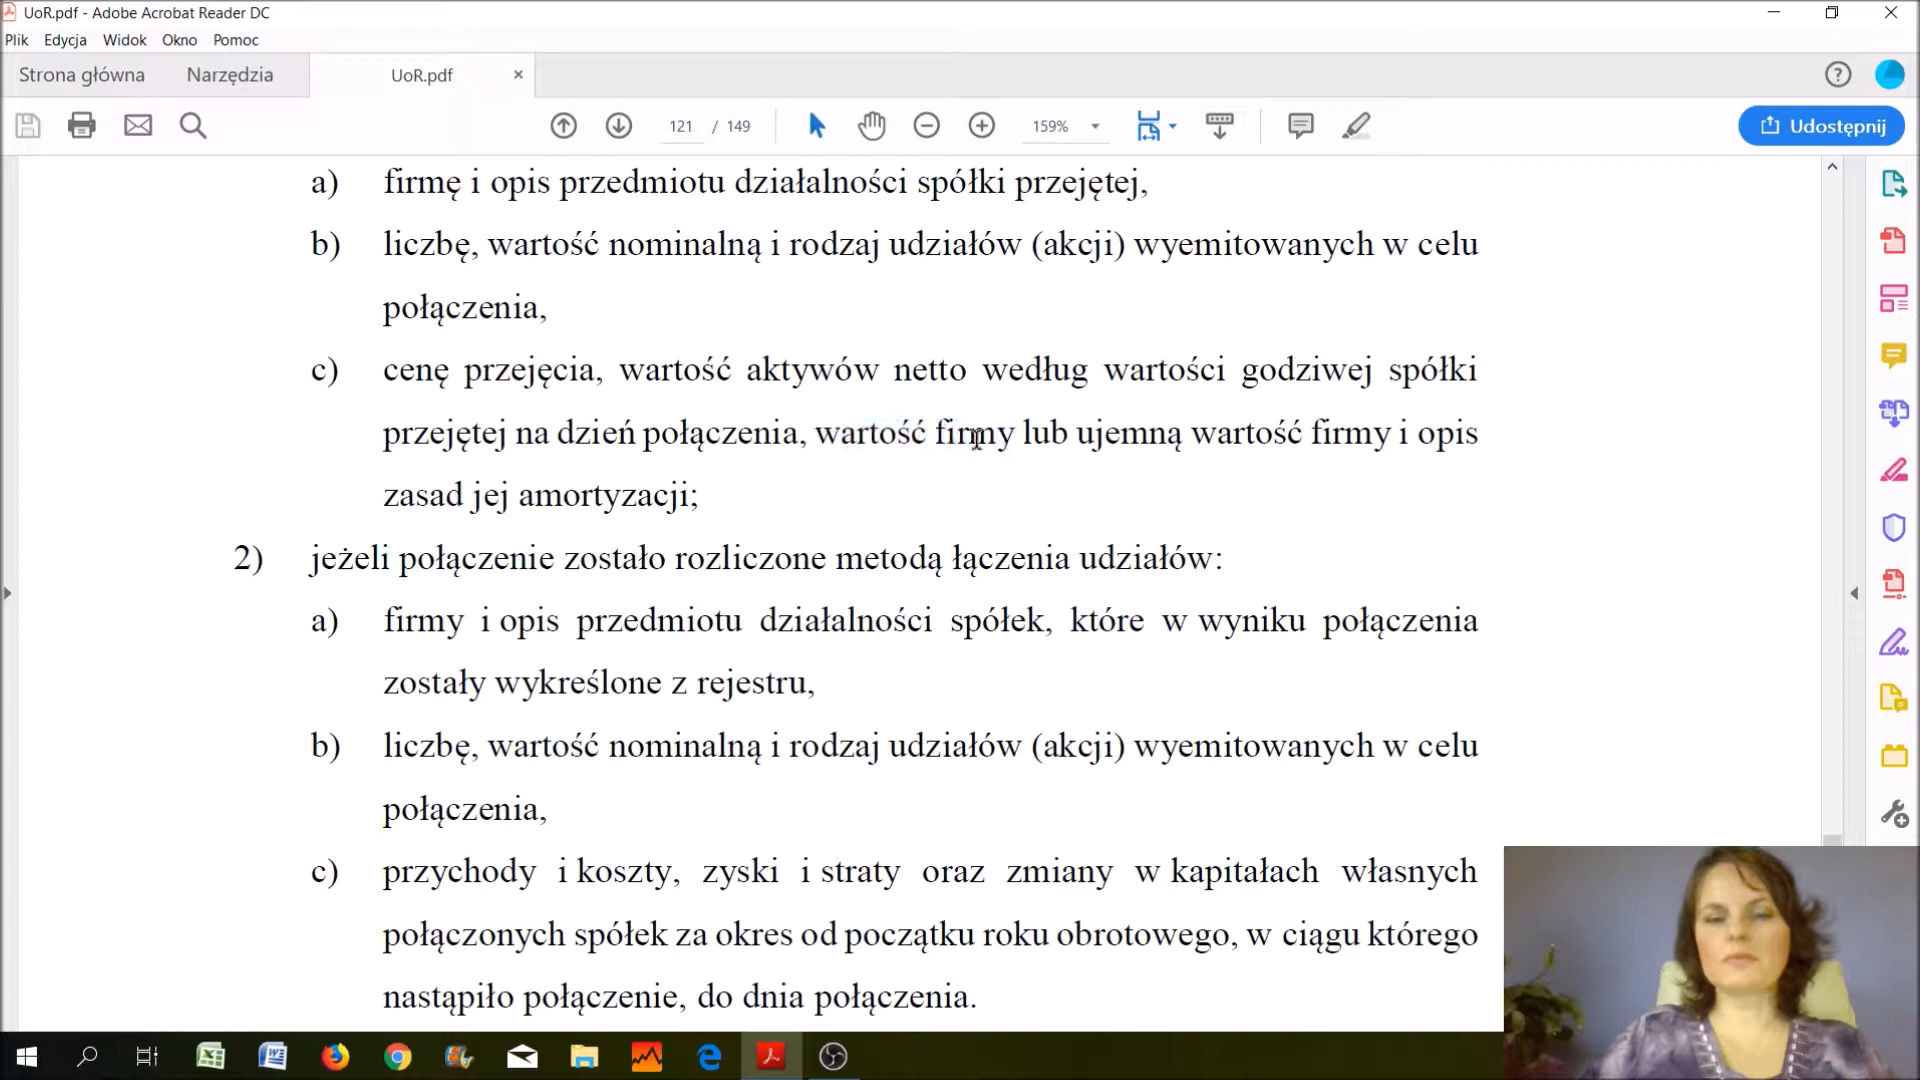 UoR.pdf - Adobe Acrobat Reader DC
Plik Edycja Widok Okno Pomoc
Strona główna Narzędzia UoR.pdf ×
121 / 149 159% Udostępnij
a) firmę i opis przedmiotu działalności spółki przejętej,
b) liczbę, wartość nominalną i rodzaj udziałów (akcji) wyemitowanych w celu
połączenia,
c) cenę przejęcia, wartość aktywów netto według wartości godziwej spółki
przejętej na dzień połączenia, wartość firmy lub ujemną wartość firmy i opis
zasad jej amortyzacji;
2) jeżeli połączenie zostało rozliczone metodą łączenia udziałów:
a) firmy i opis przedmiotu działalności spółek, które w wyniku połączenia
zostały wykreślone z rejestru,
b) liczbę, wartość nominalną i rodzaj udziałów (akcji) wyemitowanych w celu
połączenia,
c) przychody i koszty, zyski i straty oraz zmiany w kapitałach własnych
połączonych spółek za okres od początku roku obrotowego, w ciągu którego
nastąpiło połączenie, do dnia połączenia.